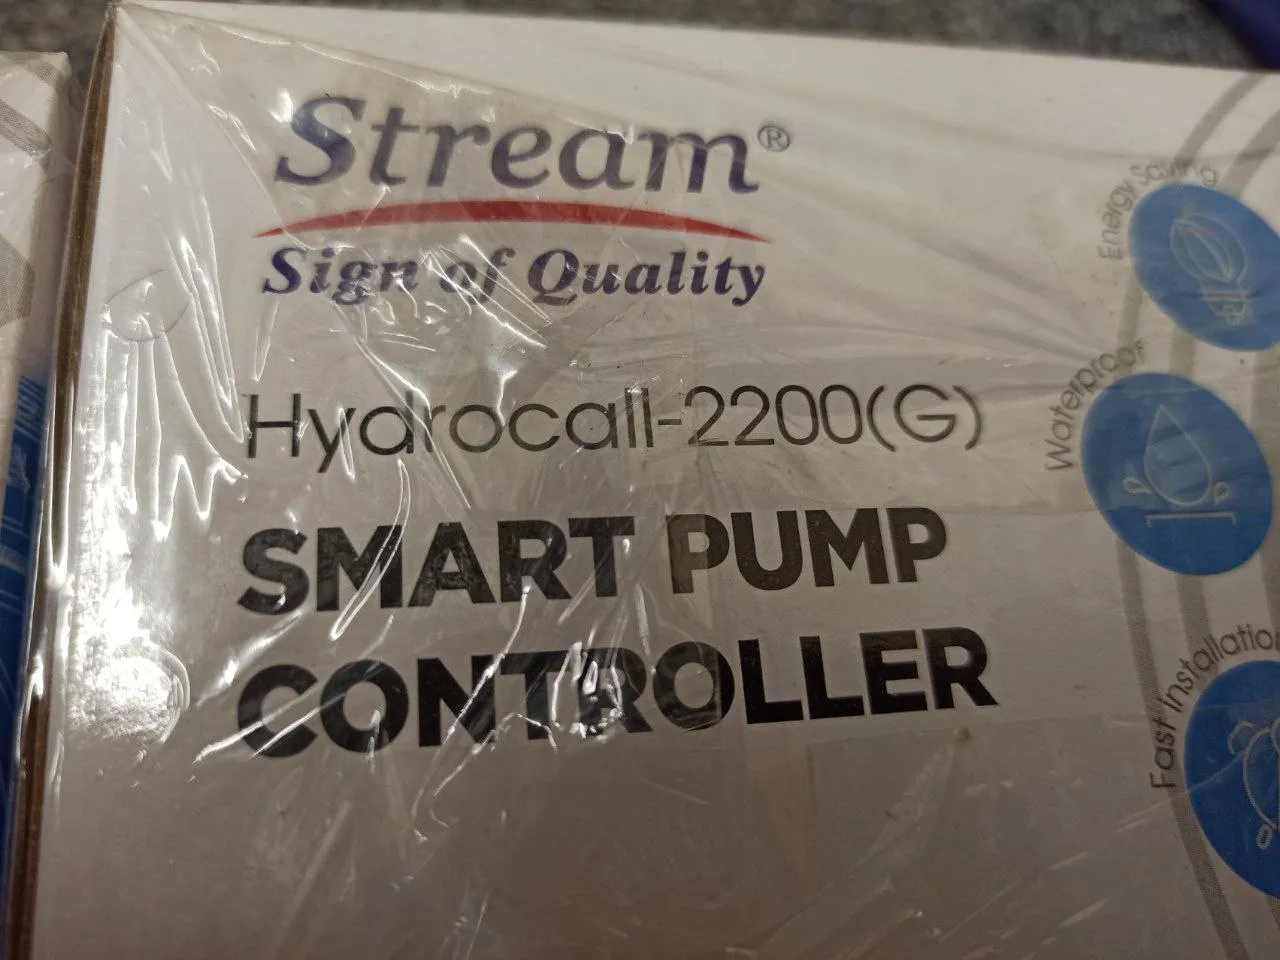 Stream®
Sign of Quality
Hydrocall-2200(G)
SMART PUMP
CONTROLLER
Energy Saving
Waterproof
Fast Installation